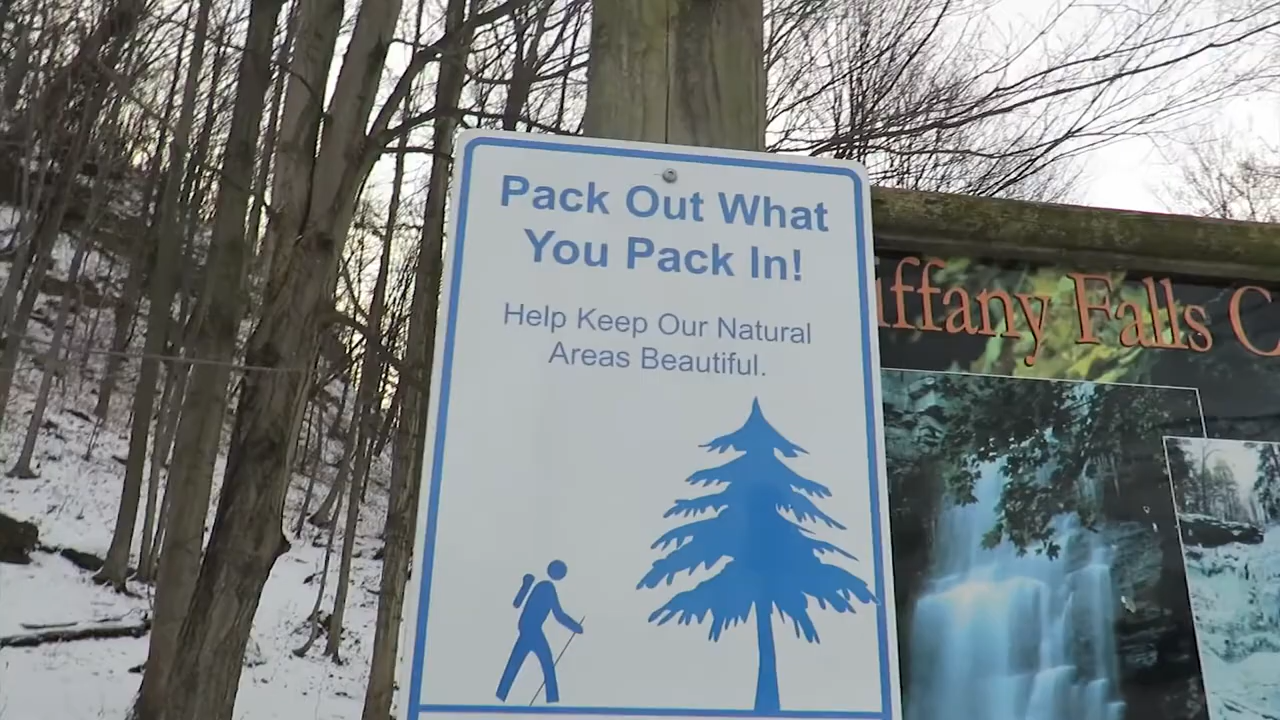 Pack Out What
You Pack In!
Help Keep Our Natural
Areas Beautiful.
iffany Falls C